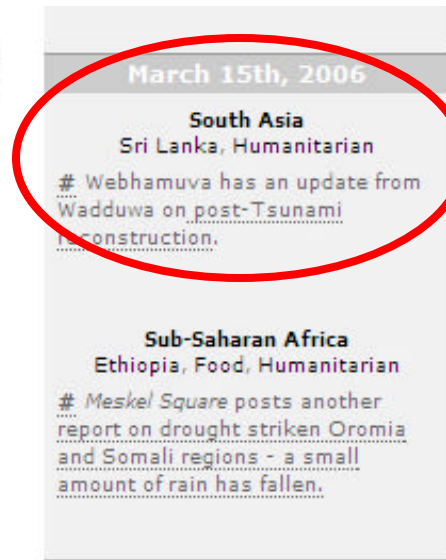 March 15th, 2006
South Asia
Sri Lanka, Humanitarian
# Webhamuva has an update from
Wadduwa on post-Tsunami
reconstruction.
Sub-Saharan Africa
Ethiopia, Food, Humanitarian
# Meskel Square posts another
report on drought striken Oromia
and Somali regions - a small
amount of rain has fallen.